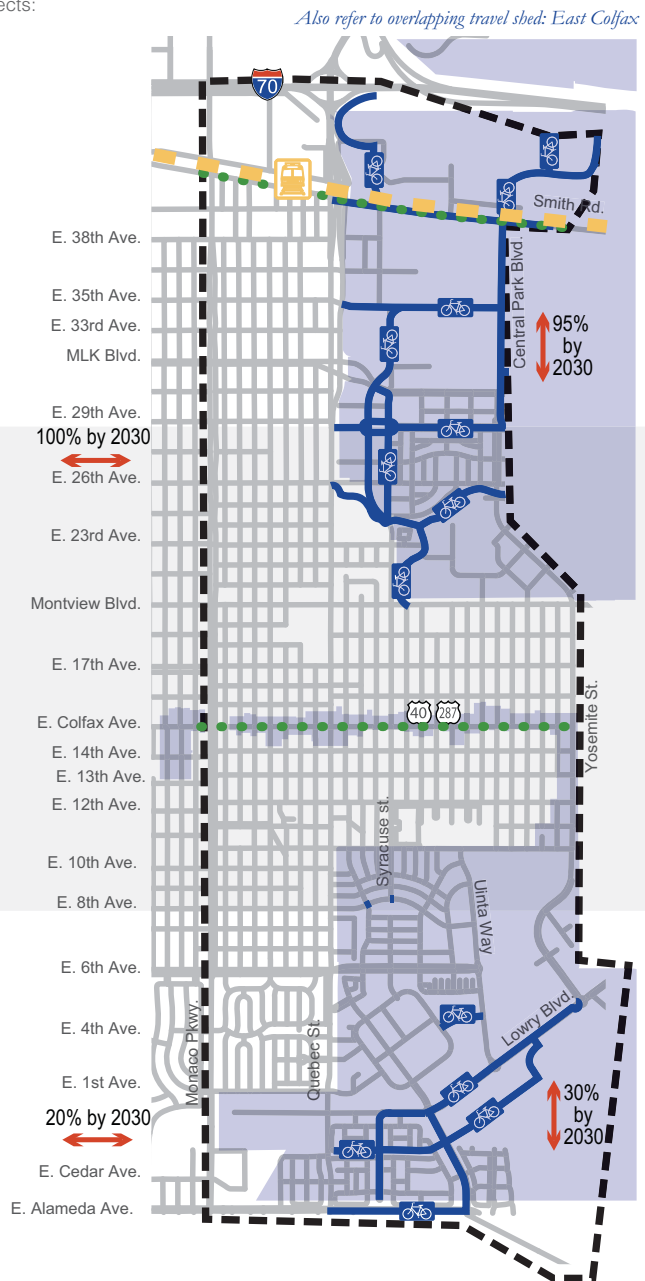 ects:
Also refer to overlapping travel shed: East Colfax
70
Smith Rd.
E. 38th Ave.
Central Park Blvd.
E. 35th Ave.
E. 33rd Ave.
95%
by
2030
MLK Blvd.
E. 29th Ave.
100% by 2030
E. 26th Ave.
E. 23rd Ave.
Montview Blvd.
E. 17th Ave.
Yosemite St.
40
287
E. Colfax Ave.
E. 14th Ave.
E. 13th Ave.
E. 12th Ave.
Syracuse st.
E. 10th Ave.
E. 8th Ave.
Uinta Way
E. 6th Ave.
Monaco Pkwy.
Quebec St.
Lowry Blvd.
E. 4th Ave.
E. 1st Ave.
30%
by
2030
20% by 2030
E. Cedar Ave.
E. Alameda Ave.